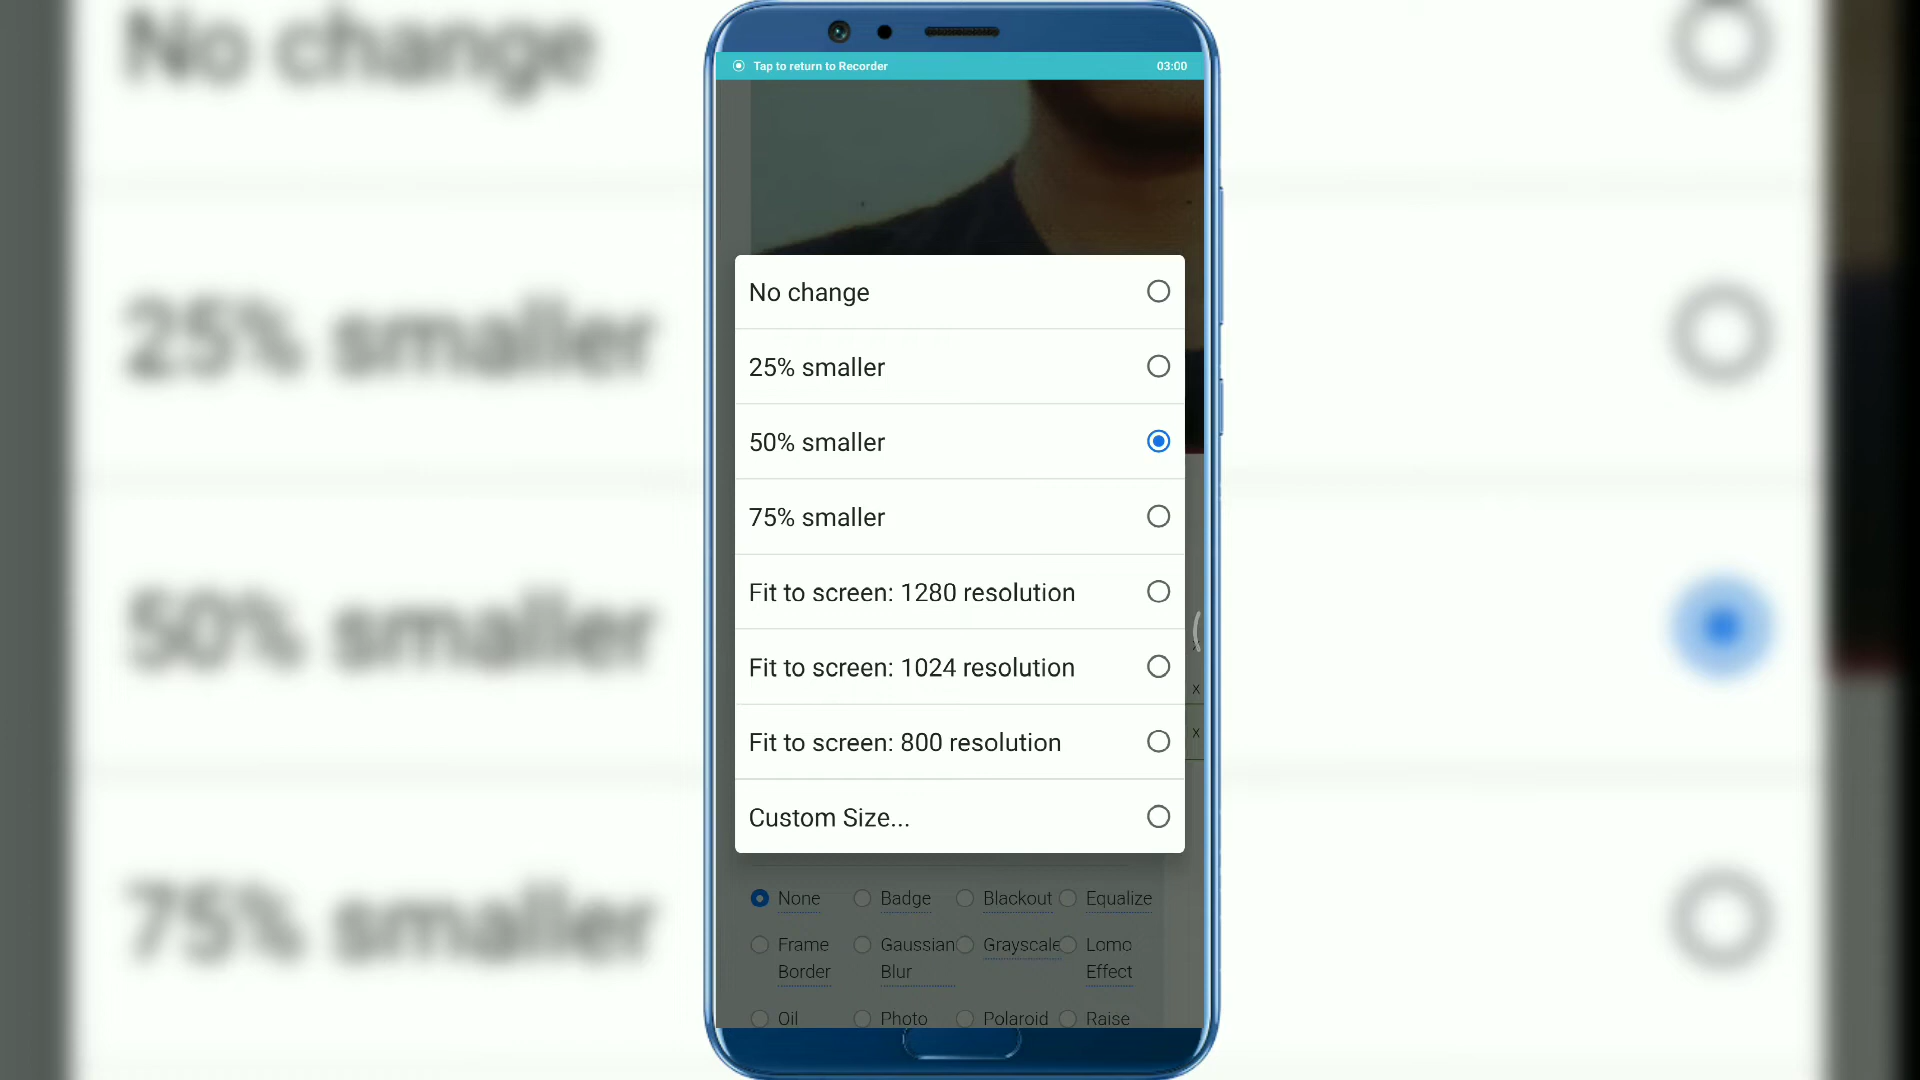 No change
25% smaller
50% smaller
75% smaller
Tap to return to Recorder 03:00
No change
25% smaller
50% smaller
75% smaller
Fit to screen: 1280 resolution
Fit to screen: 1024 resolution
Fit to screen: 800 resolution
Custom Size...
x
x
None Badge Blackout Equalize
Frame Gaussian Grayscale Lomo
Border Blur Effect
Oil Photo Polaroid Raise